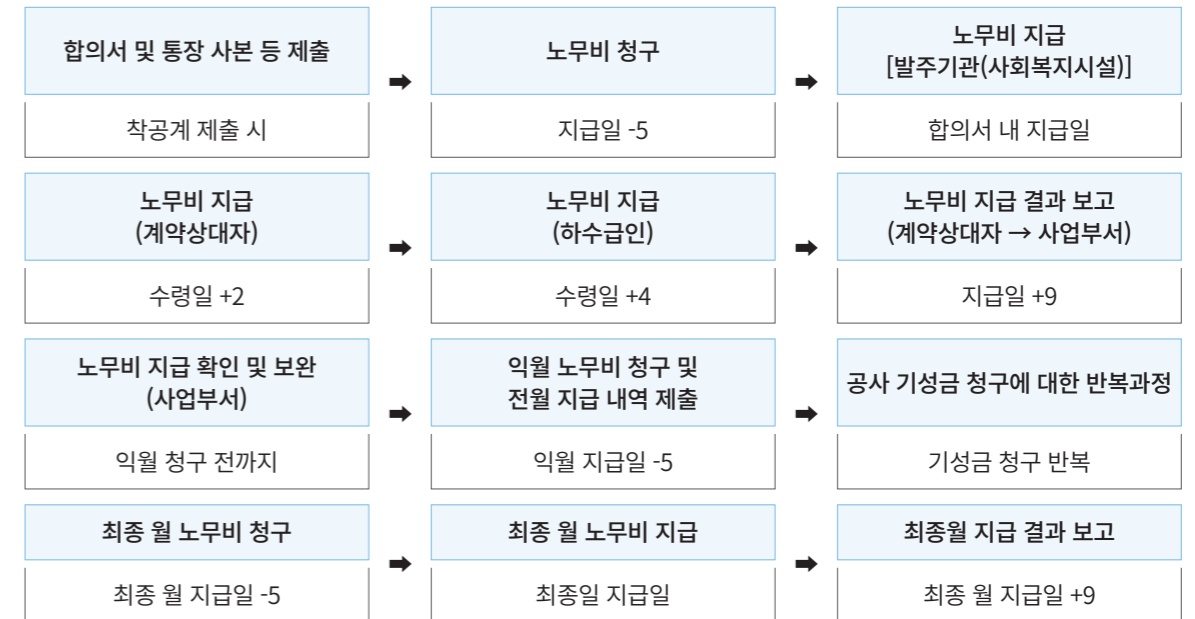 합의서 및 통장 사본 등 제출
착공계 제출 시
➡
노무비 청구
지급일 -5
➡
노무비 지급
[발주기관(사회복지시설)]
합의서 내 지급일
노무비 지급
(계약상대자)
수령일 +2
➡
노무비 지급
(하수급인)
수령일 +4
➡
노무비 지급 결과 보고
(계약상대자 → 사업부서)
지급일 +9
노무비 지급 확인 및 보완
(사업부서)
익월 청구 전까지
➡
익월 노무비 청구 및
전월 지급 내역 제출
익월 지급일 -5
➡
공사 기성금 청구에 대한 반복과정
기성금 청구 반복
최종 월 노무비 청구
최종 월 지급일 -5
➡
최종 월 노무비 지급
최종일 지급일
➡
최종월 지급 결과 보고
최종 월 지급일 +9